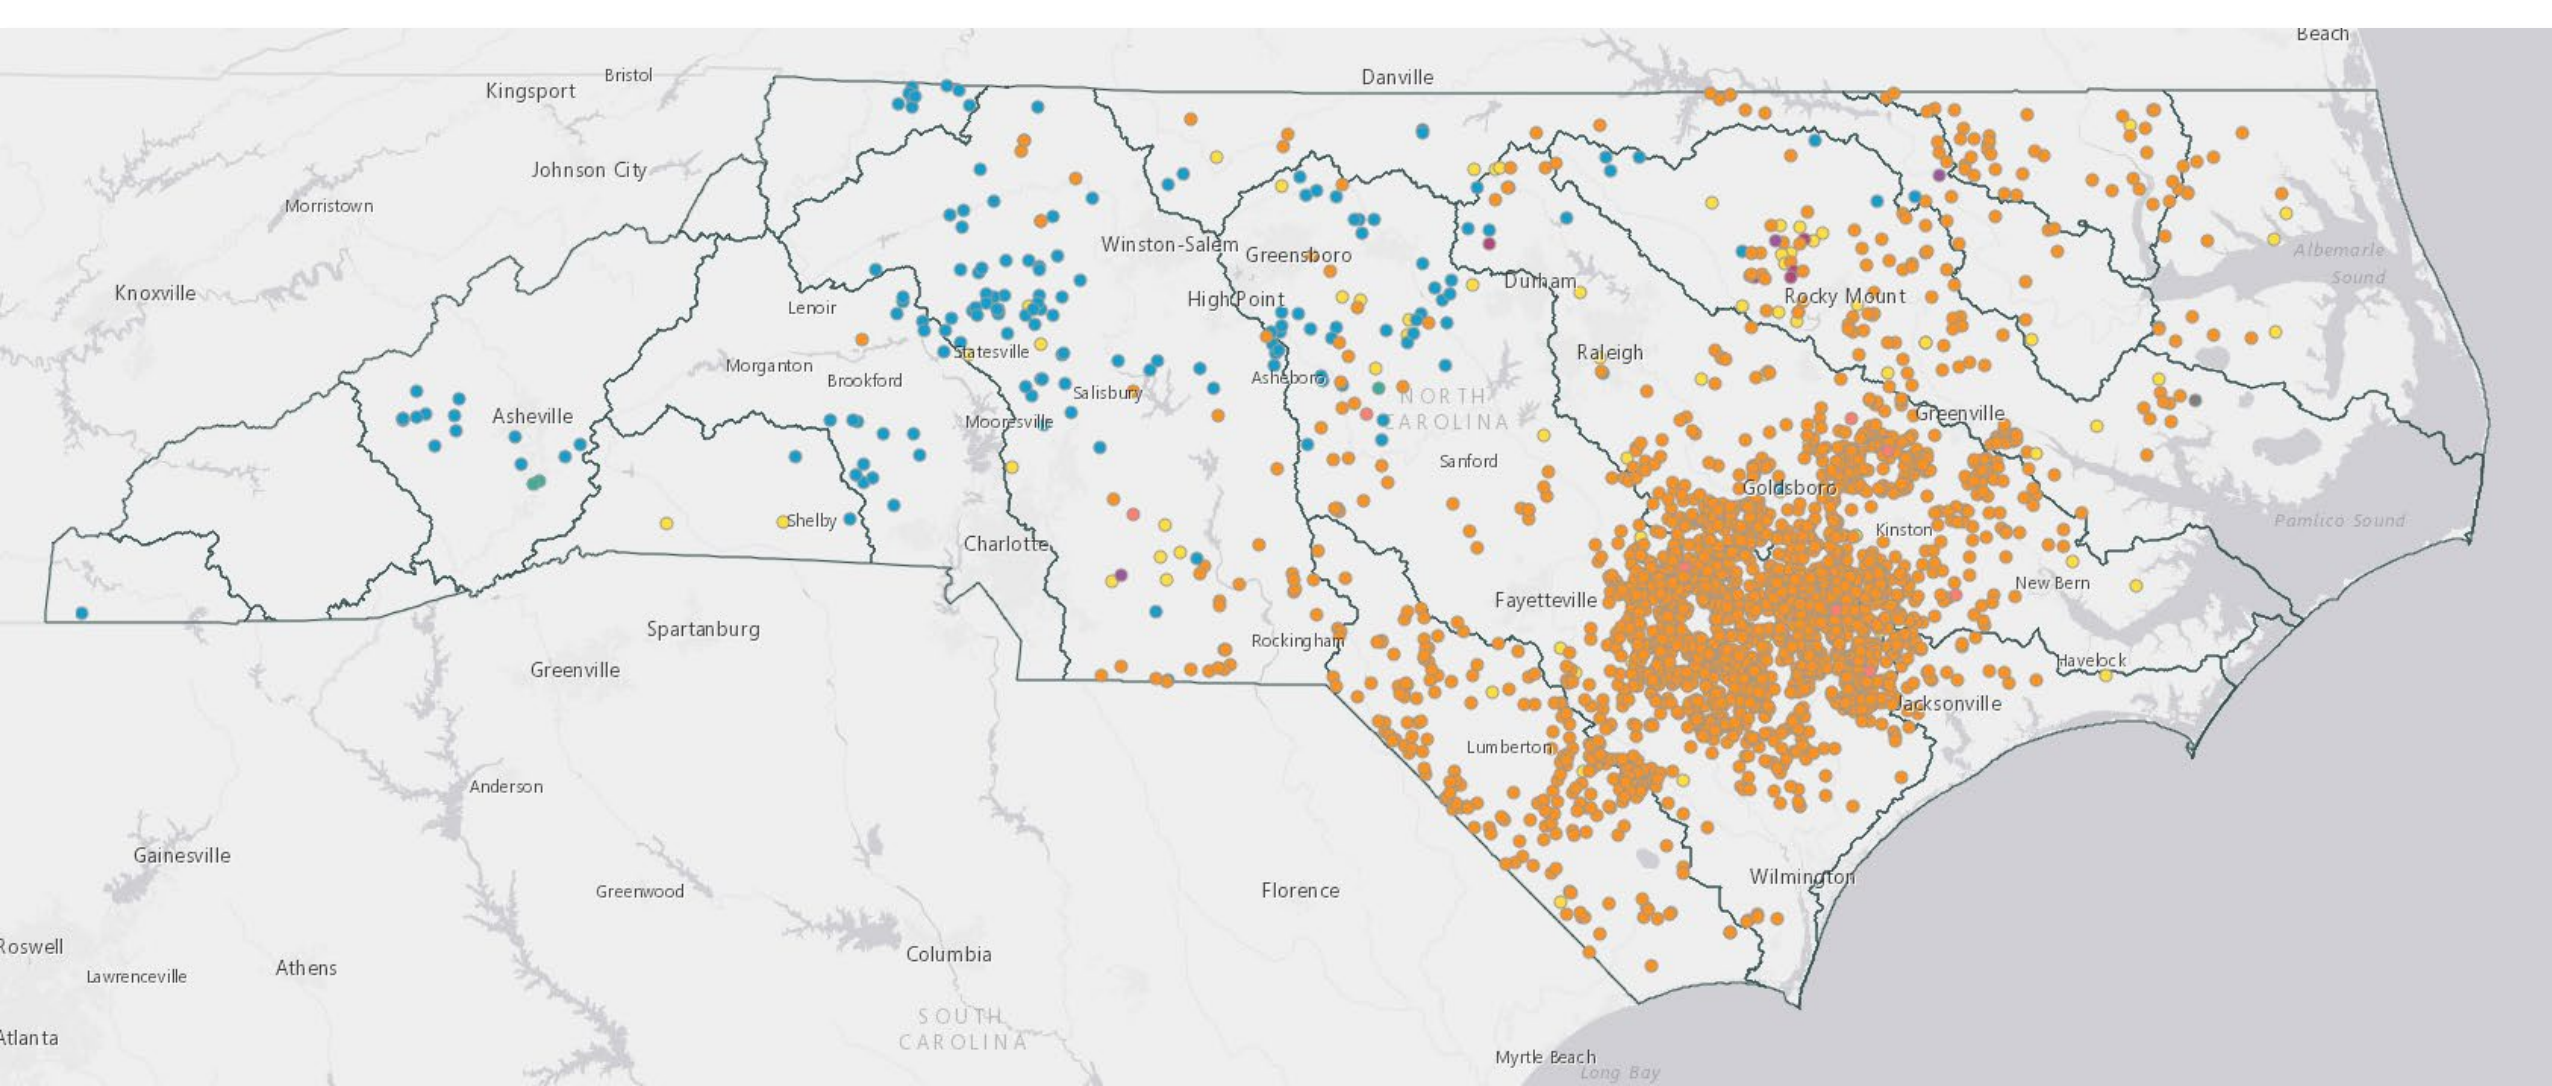 Beach
Bristol
Danville
Kingsport
Johnson City
Morristown
Winston-Salem
Greensboro
Albemarle
Sound
Durham
Knoxville
High Point
Rocky Mount
Lenoir
Statesville
Raleigh
Morganton
Brookford
Asheboro
Salisbury
NORTH
CAROLINA
Asheville
Mooresville
Greenville
Sanford
Goldsboro
Shelby
Pamlico Sound
Kinston
Charlotte
New Bern
Fayetteville
Spartanburg
Rockingham
Havelock
Greenville
Jacksonville
Lumberton
Anderson
Gainesville
Wilmington
Greenwood
Florence
Roswell
Columbia
Athens
Lawrenceville
SOUTH
CAROLINA
Atlanta
Myrtle Beach
Long Bay